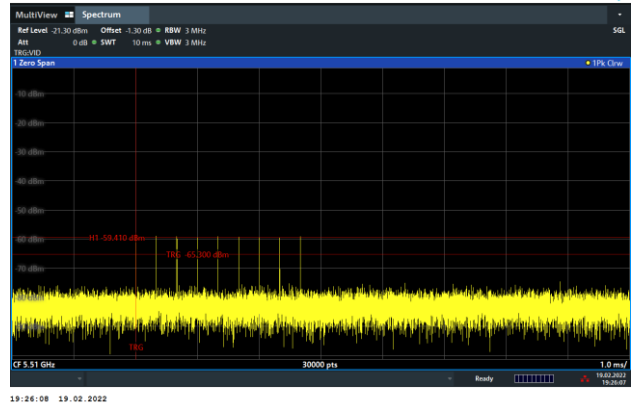 MultiView Spectrum
Ref Level -21.30 dBm Offset -1.30 dB RBW 3 MHz SGL
Att 0 dB SWT 10 ms VBW 3 MHz
TRG:VID
1 Zero Span 1Pk Clrw
-10 dBm
-20 dBm
-30 dBm
-40 dBm
-50 dBm
-60 dBm H1 -59.410 dBm
TRG -65.300 dBm
-70 dBm
TRG
CF 5.51 GHz 30000 pts 1.0 ms/
Ready 19.02.2022
19:26:07
19:26:08 19.02.2022